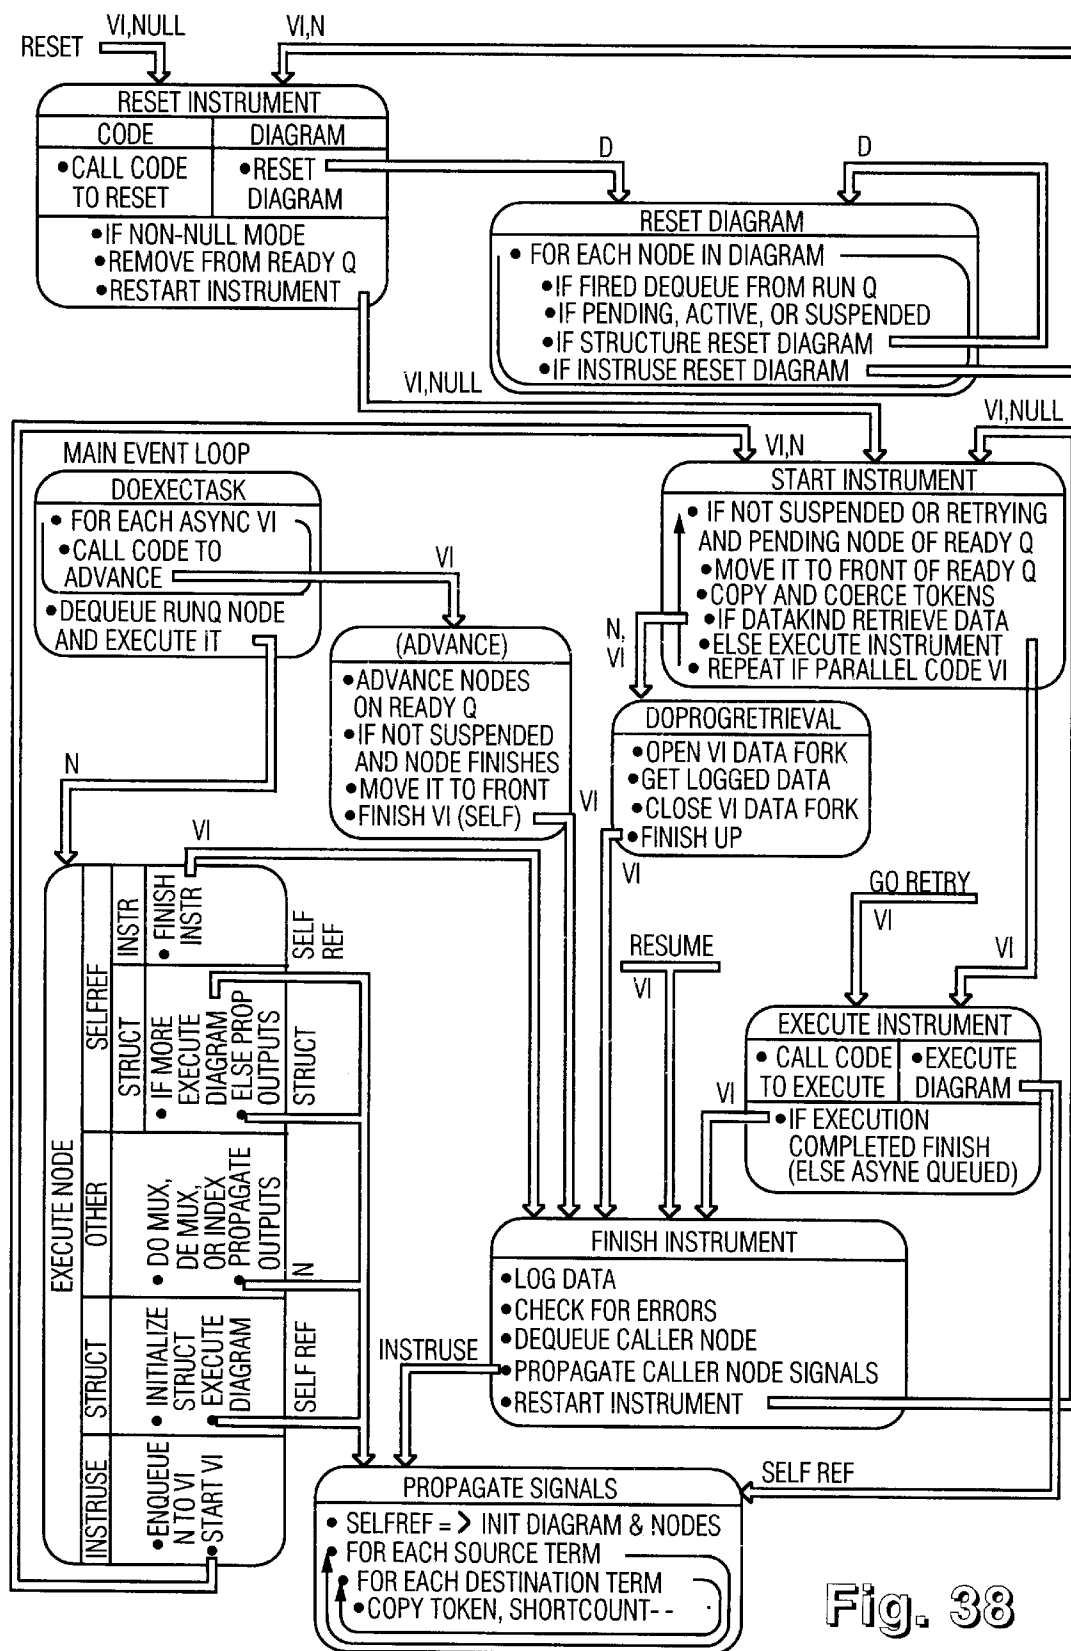 RESET
VI,NULL
VI,N
RESET INSTRUMENT
CODE
DIAGRAM
•CALL CODE
TO RESET
•RESET
DIAGRAM
•IF NON-NULL MODE
•REMOVE FROM READY Q
•RESTART INSTRUMENT
D
D
RESET DIAGRAM
• FOR EACH NODE IN DIAGRAM
•IF FIRED DEQUEUE FROM RUN Q
•IF PENDING, ACTIVE, OR SUSPENDED
•IF STRUCTURE RESET DIAGRAM
•IF INSTRUSE RESET DIAGRAM
VI,NULL
VI,N
VI,NULL
MAIN EVENT LOOP
DOEXECTASK
• FOR EACH ASYNC VI
•CALL CODE TO
ADVANCE
•DEQUEUE RUNQ NODE
AND EXECUTE IT
VI
N
START INSTRUMENT
• IF NOT SUSPENDED OR RETRYING
AND PENDING NODE OF READY Q
•MOVE IT TO FRONT OF READY Q
•COPY AND COERCE TOKENS
•IF DATAKIND RETRIEVE DATA
•ELSE EXECUTE INSTRUMENT
• REPEAT IF PARALLEL CODE VI
N,
VI
(ADVANCE)
•ADVANCE NODES
ON READY Q
•IF NOT SUSPENDED
AND NODE FINISHES
•MOVE IT TO FRONT
•FINISH VI (SELF)
VI
DOPROGRETRIEVAL
•OPEN VI DATA FORK
•GET LOGGED DATA
•CLOSE VI DATA FORK
•FINISH UP
VI
GO RETRY
VI
VI
RESUME
VI
EXECUTE INSTRUMENT
• CALL CODE
TO EXECUTE
•EXECUTE
DIAGRAM
•IF EXECUTION
COMPLETED FINISH
(ELSE ASYNE QUEUED)
VI
EXECUTE NODE
SELFREF
INSTR
• FINISH
INSTR
VI
SELF
REF
STRUCT
• IF MORE
EXECUTE
DIAGRAM
•ELSE PROP
OUTPUTS
STRUCT
OTHER
• DO MUX,
DE MUX,
OR INDEX
•PROPAGATE
OUTPUTS
N
STRUCT
• INITIALIZE
STRUCT
•EXECUTE
DIAGRAM
SELF REF
INSTRUSE
•ENQUEUE
N TO VI
•START VI
FINISH INSTRUMENT
•LOG DATA
•CHECK FOR ERRORS
•DEQUEUE CALLER NODE
•PROPAGATE CALLER NODE SIGNALS
•RESTART INSTRUMENT
INSTRUSE
SELF REF
PROPAGATE SIGNALS
• SELFREF = > INIT DIAGRAM & NODES
• FOR EACH SOURCE TERM
• FOR EACH DESTINATION TERM
•COPY TOKEN, SHORTCOUNT--
Fig. 38